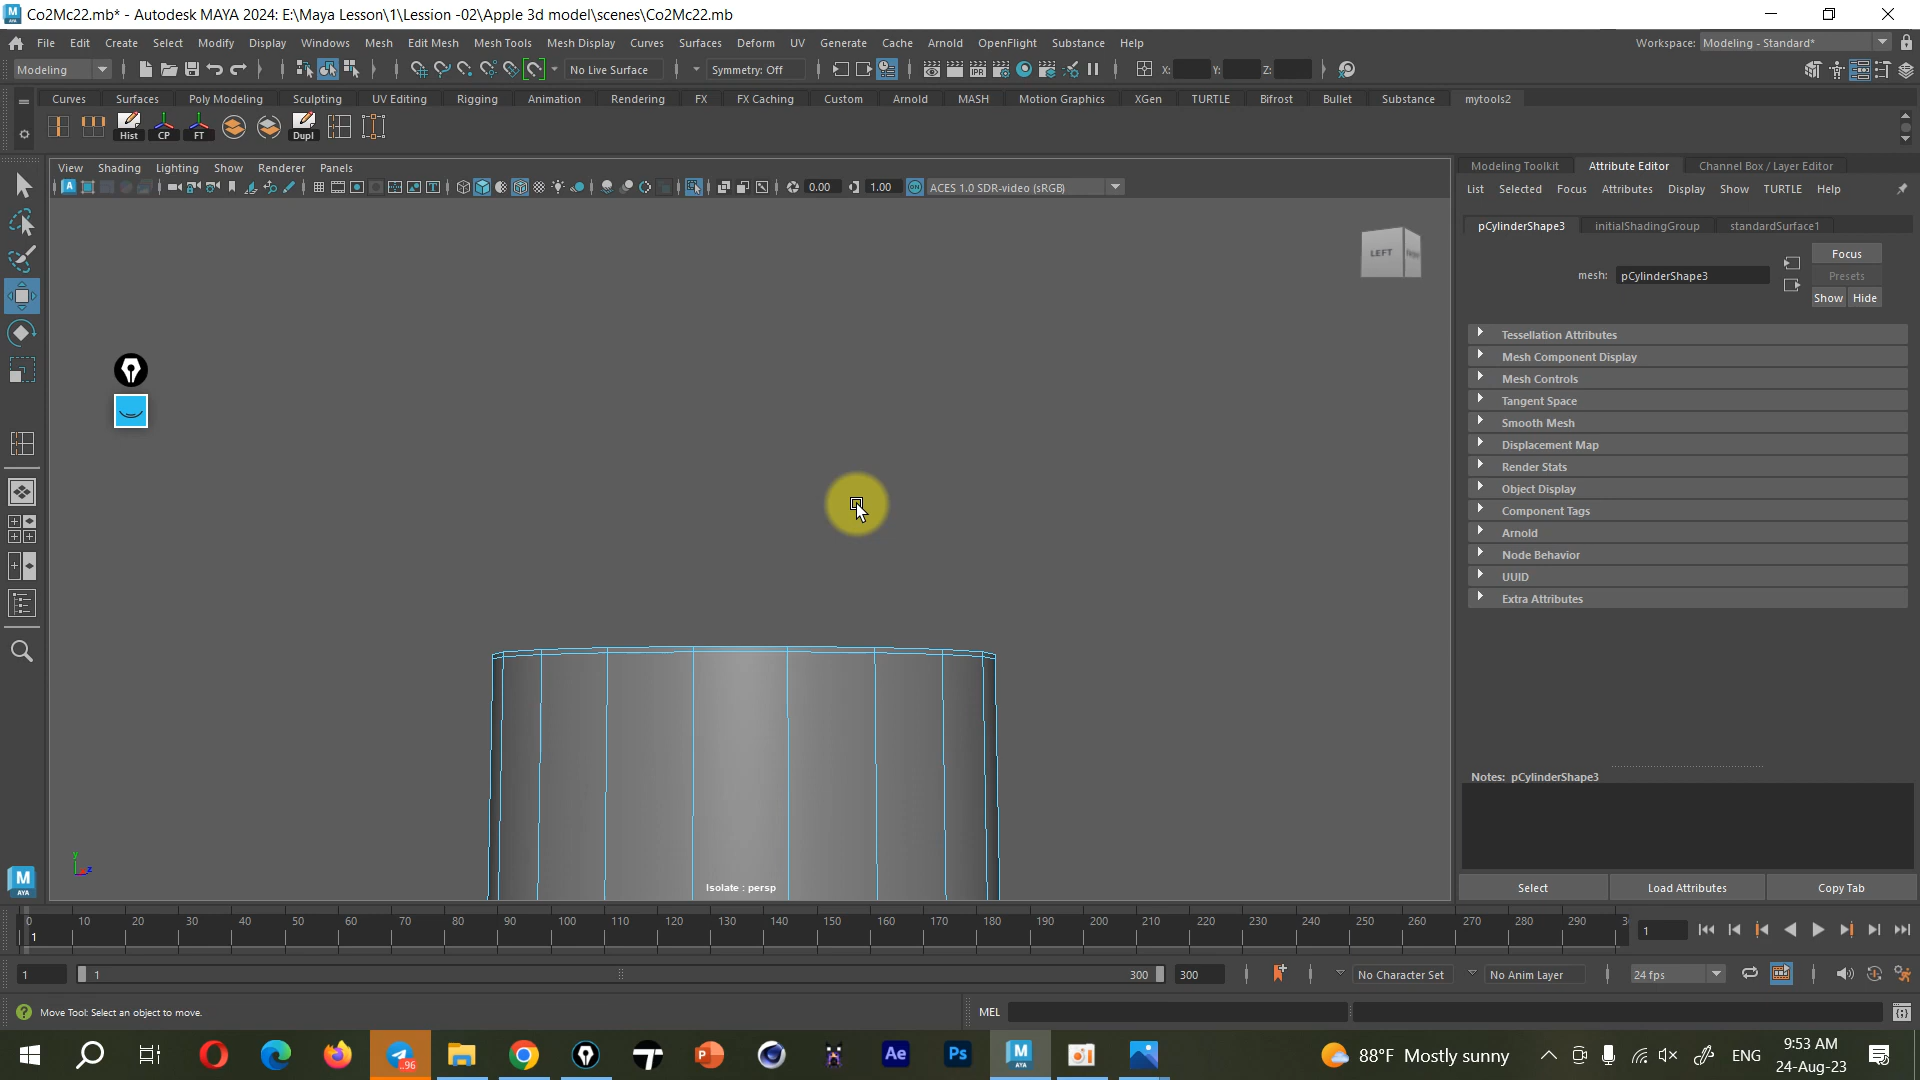 Co2Mc22.mb* - Autodesk MAYA 2024: E:\Maya Lesson\1\Lession -02\Apple 3d model\scenes\Co2Mc22.mb
File Edit Create Select Modify Display Windows Mesh Edit Mesh Mesh Tools Mesh Display Curves Surfaces Deform UV Generate Cache Arnold OpenFlight Substance Help
Workspace: Modeling - Standard*
Modeling No Live Surface Symmetry: Off X: Y: Z:
Curves Surfaces Poly Modeling Sculpting UV Editing Rigging Animation Rendering FX FX Caching Custom Arnold MASH Motion Graphics XGen TURTLE Bifrost Bullet Substance mytools2
Hist CP FT Dupl
View Shading Lighting Show Renderer Panels
0.00 1.00 ON ACES 1.0 SDR-video (sRGB)
LEFT
Isolate : persp
y
z
Modeling Toolkit Attribute Editor Channel Box / Layer Editor
List Selected Focus Attributes Display Show TURTLE Help
pCylinderShape3 initialShadingGroup standardSurface1
mesh: pCylinderShape3
Focus
Presets
Show Hide
Tessellation Attributes
Mesh Component Display
Mesh Controls
Tangent Space
Smooth Mesh
Displacement Map
Render Stats
Object Display
Component Tags
Arnold
Node Behavior
UUID
Extra Attributes
Notes: pCylinderShape3
Select Load Attributes Copy Tab
0 10 20 30 40 50 60 70 80 90 100 110 120 130 140 150 160 170 180 190 200 210 220 230 240 250 260 270 280 290 3
1
1
1 1 300 300 No Character Set No Anim Layer 24 fps
Move Tool: Select an object to move.
MEL
M
AYA
96
Ae
Ps
88°F Mostly sunny
ENG
9:53 AM
24-Aug-23